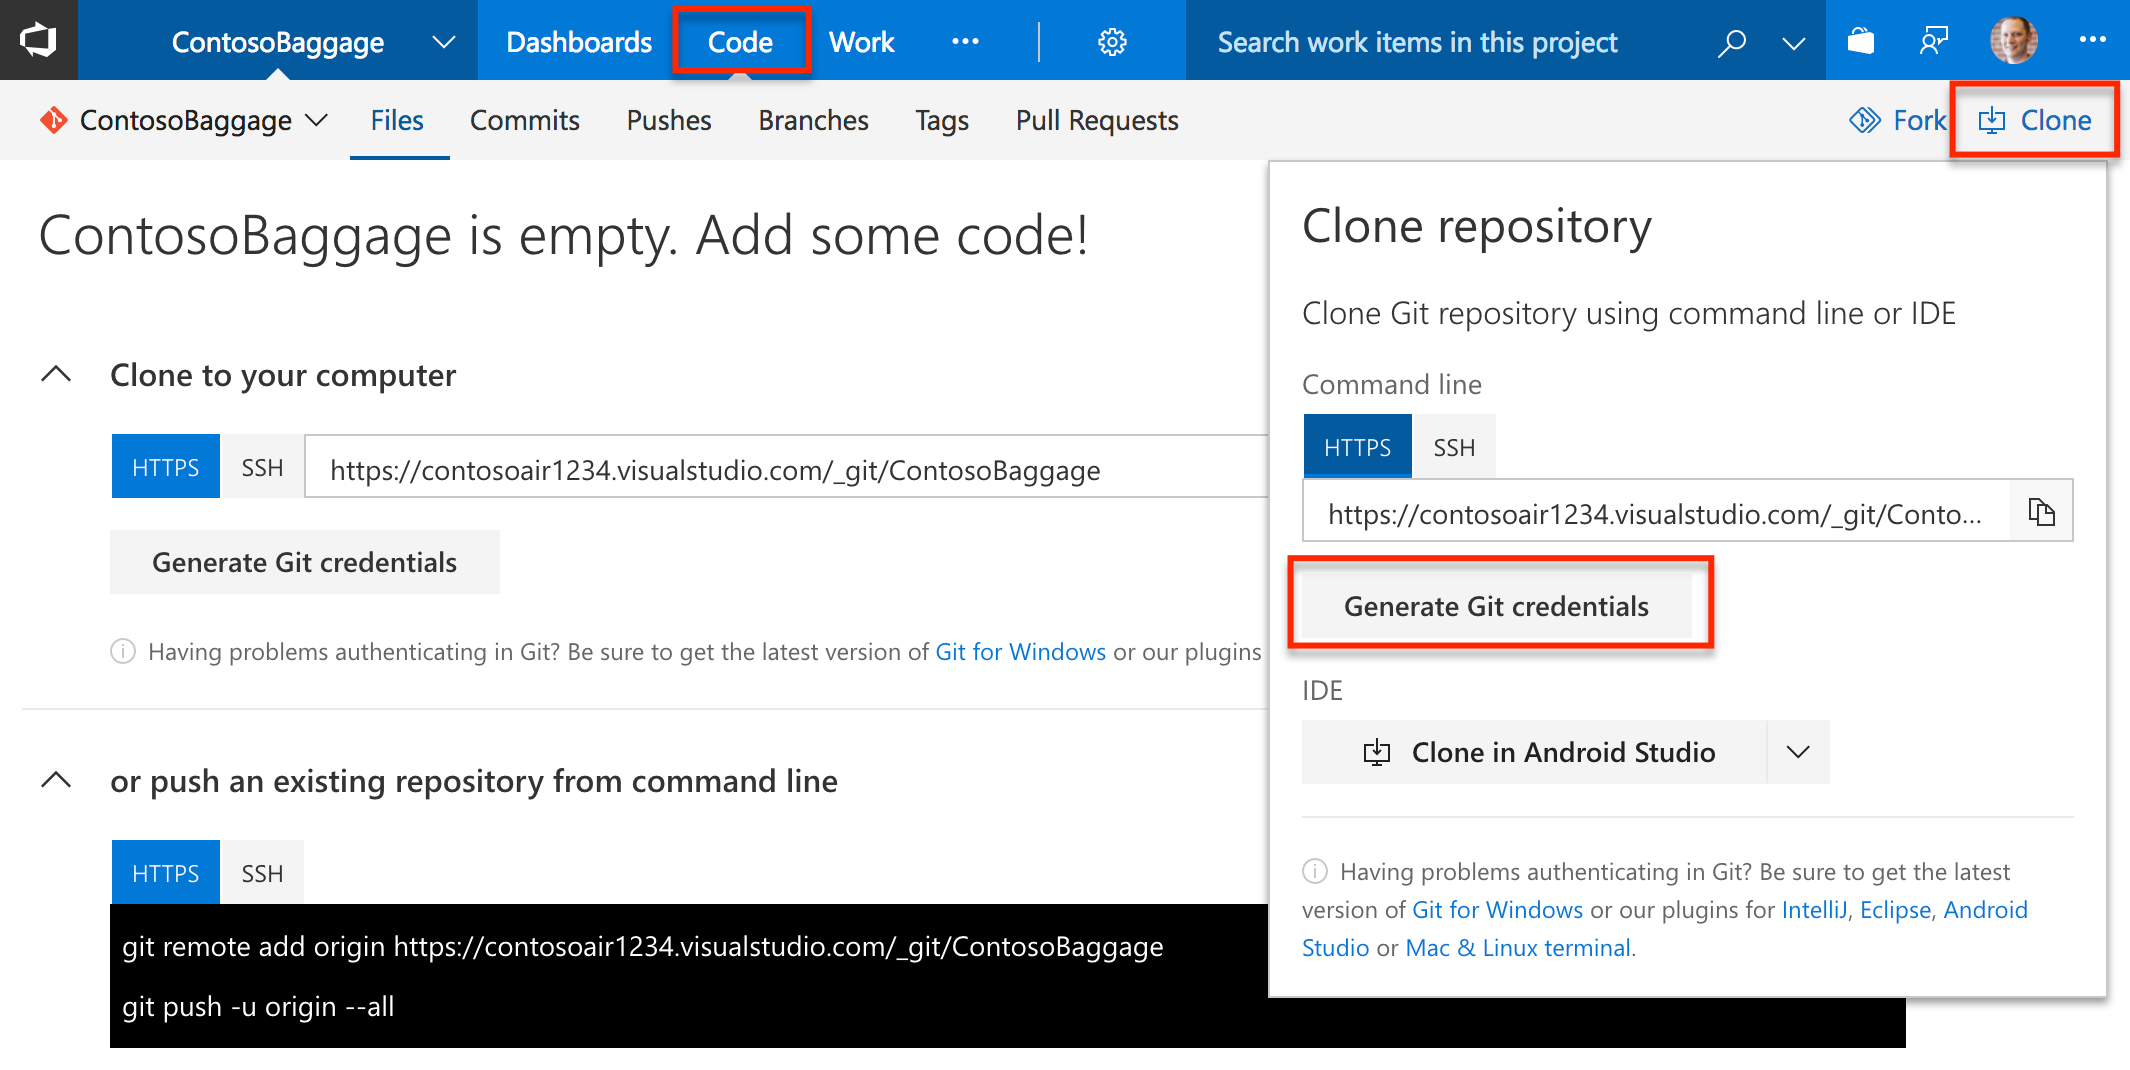 ContosoBaggage
Dashboards
Code
Work
Search work items in this project
ContosoBaggage
Files
Commits
Pushes
Branches
Tags
Pull Requests
Fork
Clone
ContosoBaggage is empty. Add some code!
Clone to your computer
HTTPS
SSH
https://contosoair1234.visualstudio.com/_git/ContosoBaggage
Generate Git credentials
Having problems authenticating in Git? Be sure to get the latest version of Git for Windows or our plugins
or push an existing repository from command line
HTTPS
SSH
git remote add origin https://contosoair1234.visualstudio.com/_git/ContosoBaggage
git push -u origin --all
Clone repository
Clone Git repository using command line or IDE
Command line
HTTPS
SSH
https://contosoair1234.visualstudio.com/_git/Conto...
Generate Git credentials
IDE
Clone in Android Studio
Having problems authenticating in Git? Be sure to get the latest
version of Git for Windows or our plugins for IntelliJ, Eclipse, Android
Studio or Mac & Linux terminal.